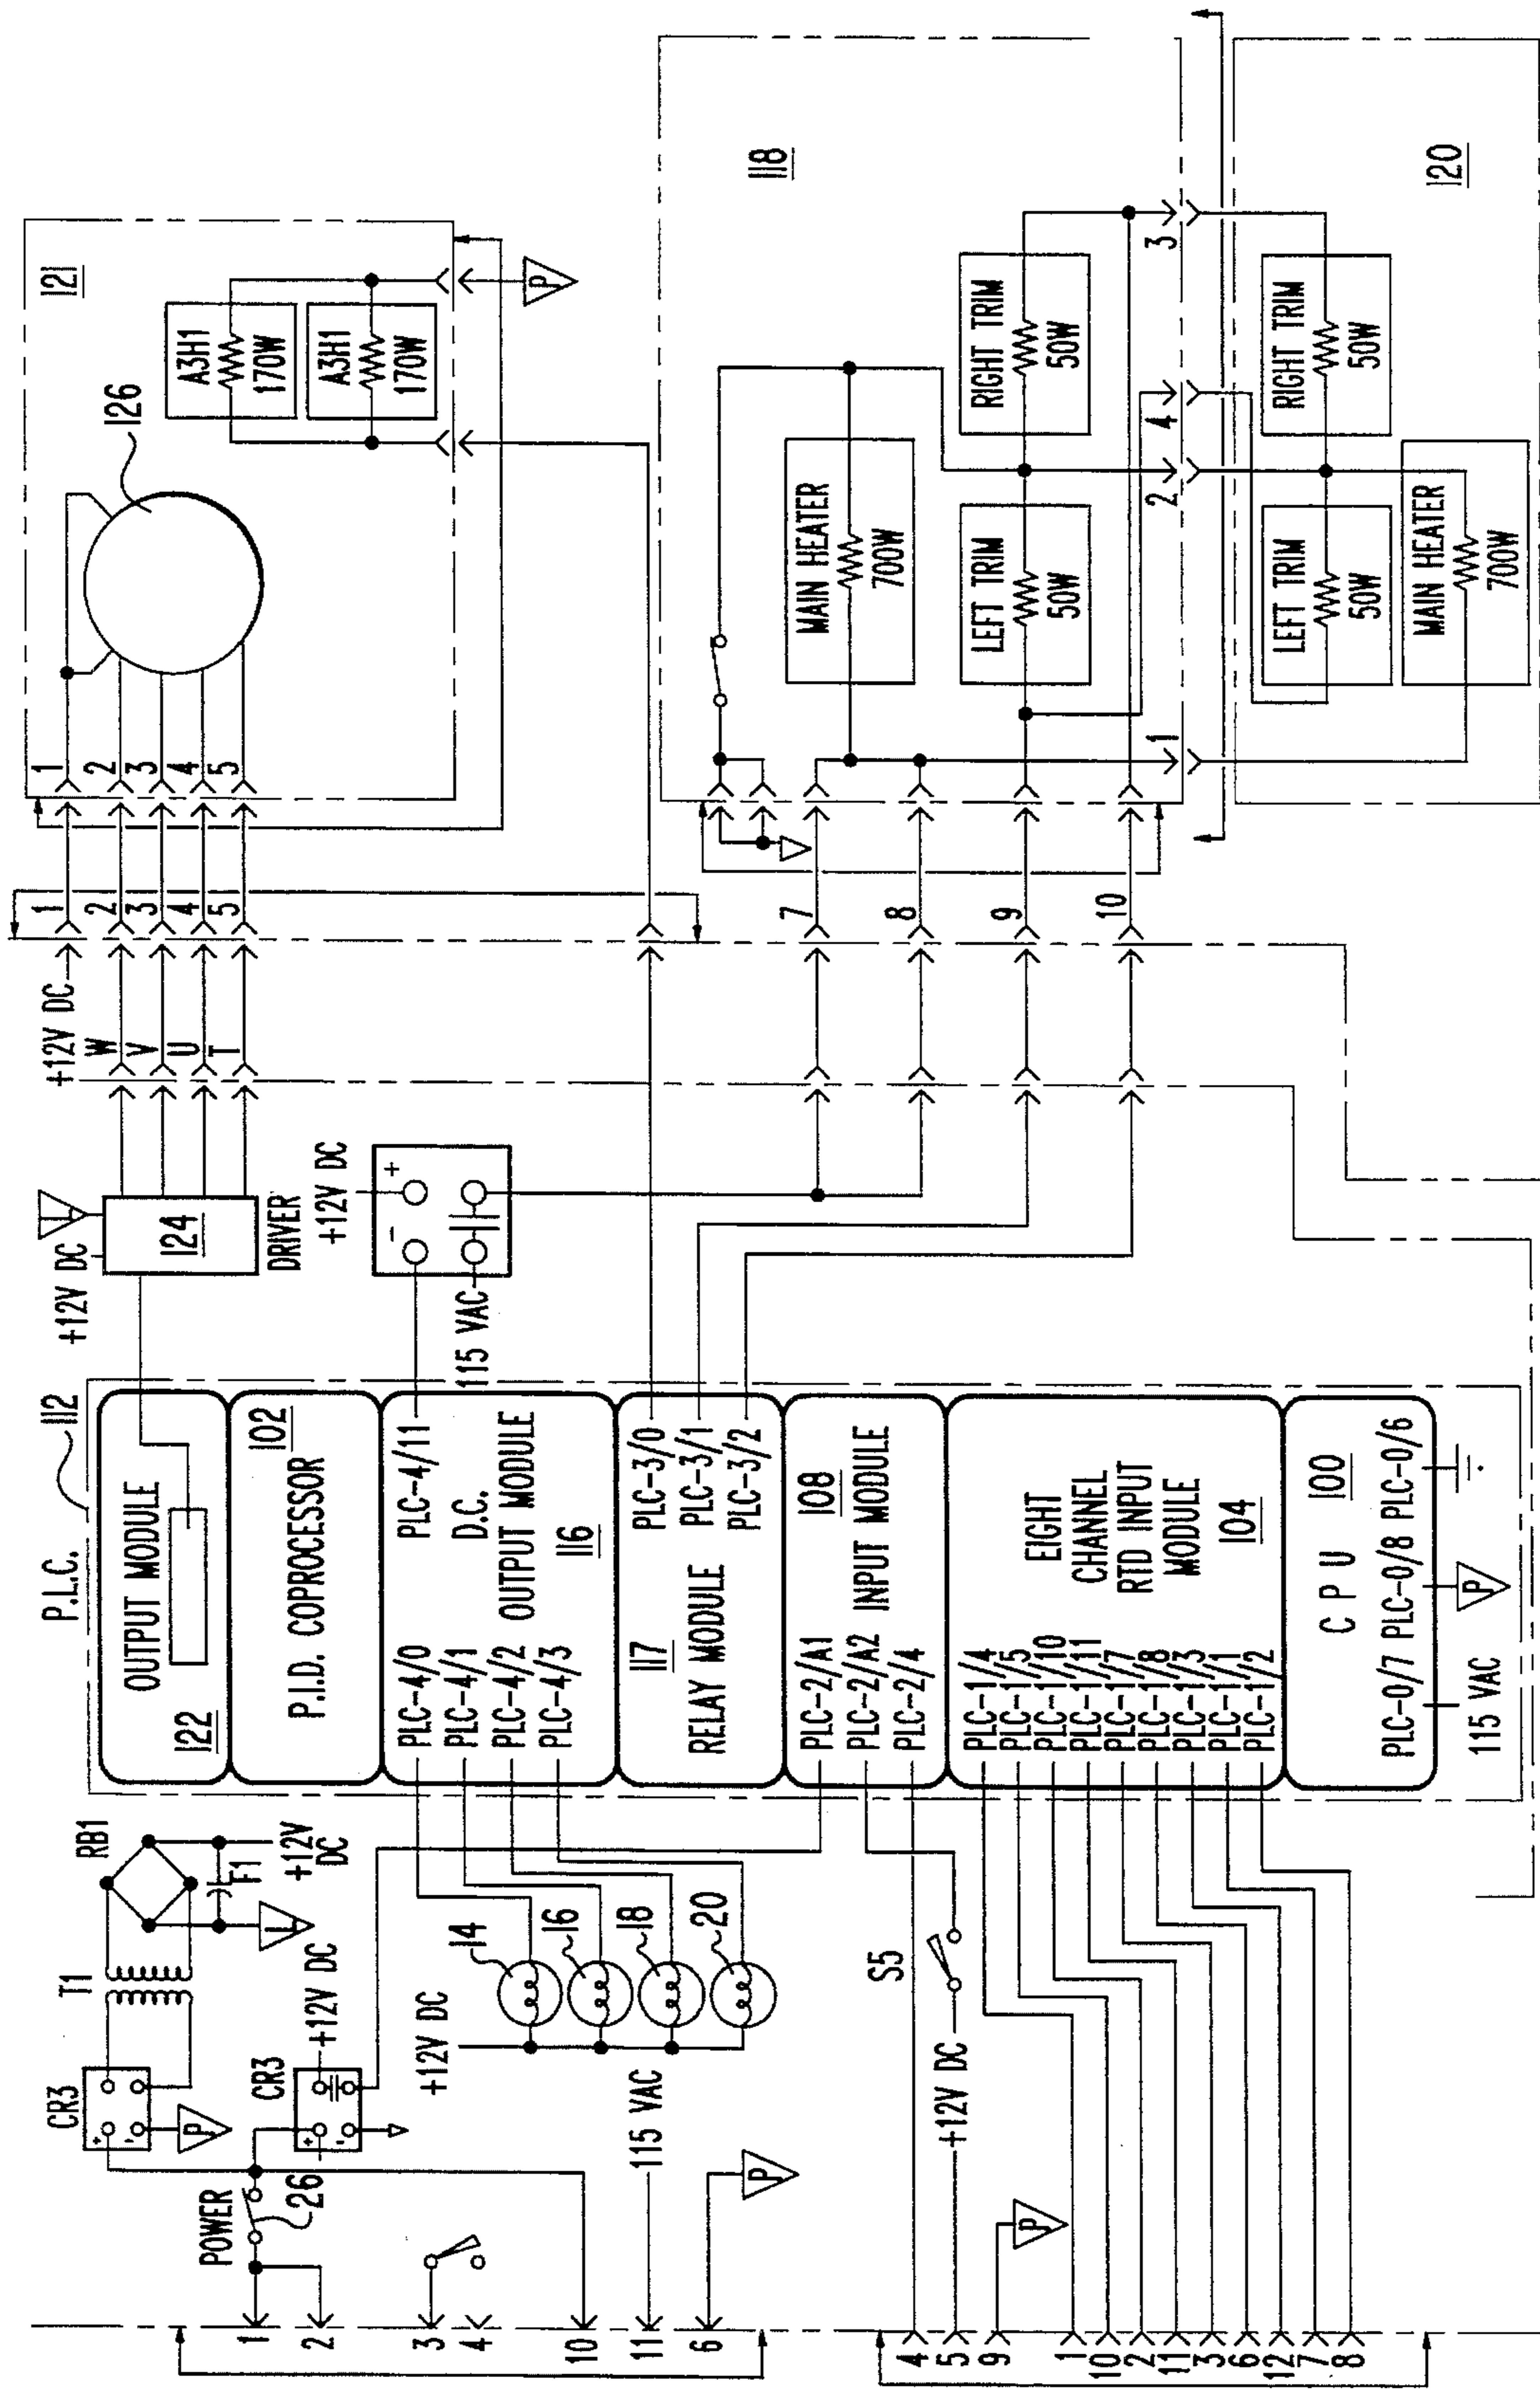 121
126
A3H1
170W
A3H1
170W
P
1
2
3
4
5
1
2
3
4
5
+12V DC
W
V
U
T
+12V DC
124
DRIVER
+12V DC
-
+
115 VAC
118
MAIN HEATER
700W
RIGHT TRIM
50W
LEFT TRIM
50W
1
2
4
3
120
RIGHT TRIM
50W
LEFT TRIM
50W
MAIN HEATER
700W
7
8
9
10
P.L.C.
112
OUTPUT MODULE
122
P.I.D. COPROCESSOR
102
PLC-4/0
PLC-4/1
PLC-4/2
PLC-4/3
PLC-4/11
D.C.
OUTPUT MODULE
116
117
RELAY MODULE
PLC-3/0
PLC-3/1
PLC-3/2
PLC-2/A1
PLC-2/A2
PLC-2/4
108
INPUT MODULE
PLC-1/4
PLC-1/5
PLC-1/10
PLC-1/11
PLC-1/7
PLC-1/8
PLC-1/3
PLC-1/1
PLC-1/2
EIGHT
CHANNEL
RTD INPUT
MODULE
104
CPU
100
PLC-0/7 PLC-0/8 PLC-0/6
115 VAC
P
RB1
T1
F1
+12V
DC
CR3
+
-
P
CR3
+
-
+12V DC
POWER
26
+12V DC
14
16
18
20
115 VAC
P
1
2
3
4
10
11
6
S5
+12V DC
P
4
5
9
1
10
2
11
3
6
12
7
8